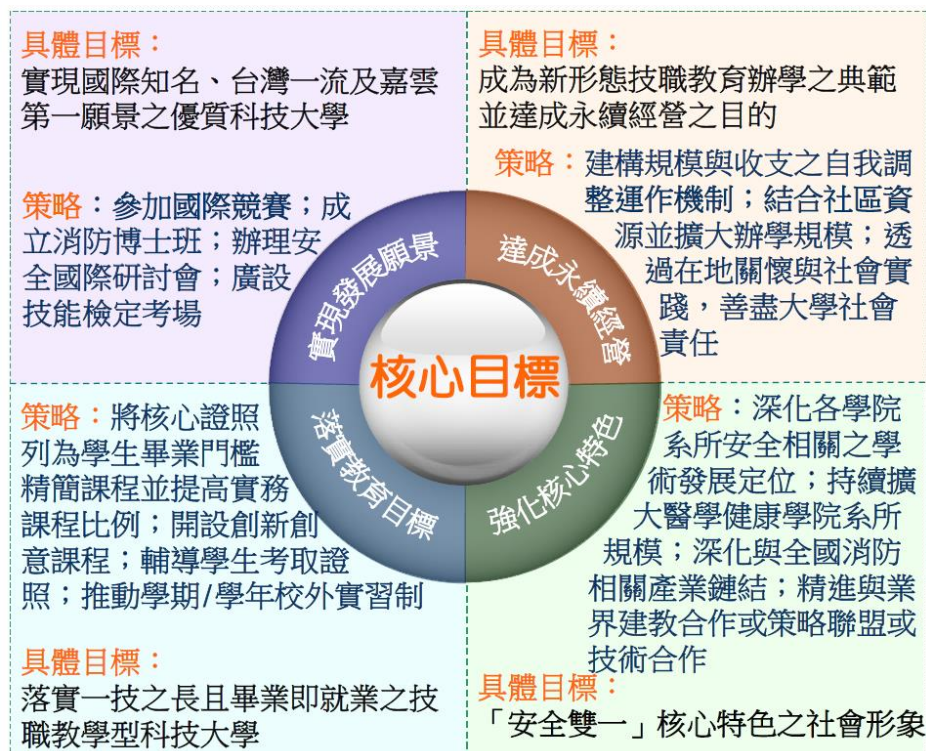 具體目標：
實現國際知名、台灣一流及嘉雲
第一願景之優質科技大學
策略：參加國際競賽；成
立消防博士班；辦理安
全國際研討會；廣設
技能檢定考場
具體目標：
成為新形態技職教育辦學之典範
並達成永續經營之目的
策略：建構規模與收支之自我調
整運作機制；結合社區資
源並擴大辦學規模；透
過在地關懷與社會實
踐，善盡大學社會
責任
實現發展願景
達成永續經營
核心目標
落實教育目標
強化核心特色
策略：將核心證照
列為學生畢業門檻
精簡課程並提高實務
課程比例；開設創新創
意課程；輔導學生考取證
照；推動學期/學年校外實習制
具體目標：
落實一技之長且畢業即就業之技
職教學型科技大學
策略：深化各學院
系所安全相關之學
術發展定位；持續擴
大醫學健康學院系所
規模；深化與全國消防
相關產業鏈結；精進與業
界建教合作或策略聯盟或
技術合作
具體目標：
「安全雙一」核心特色之社會形象